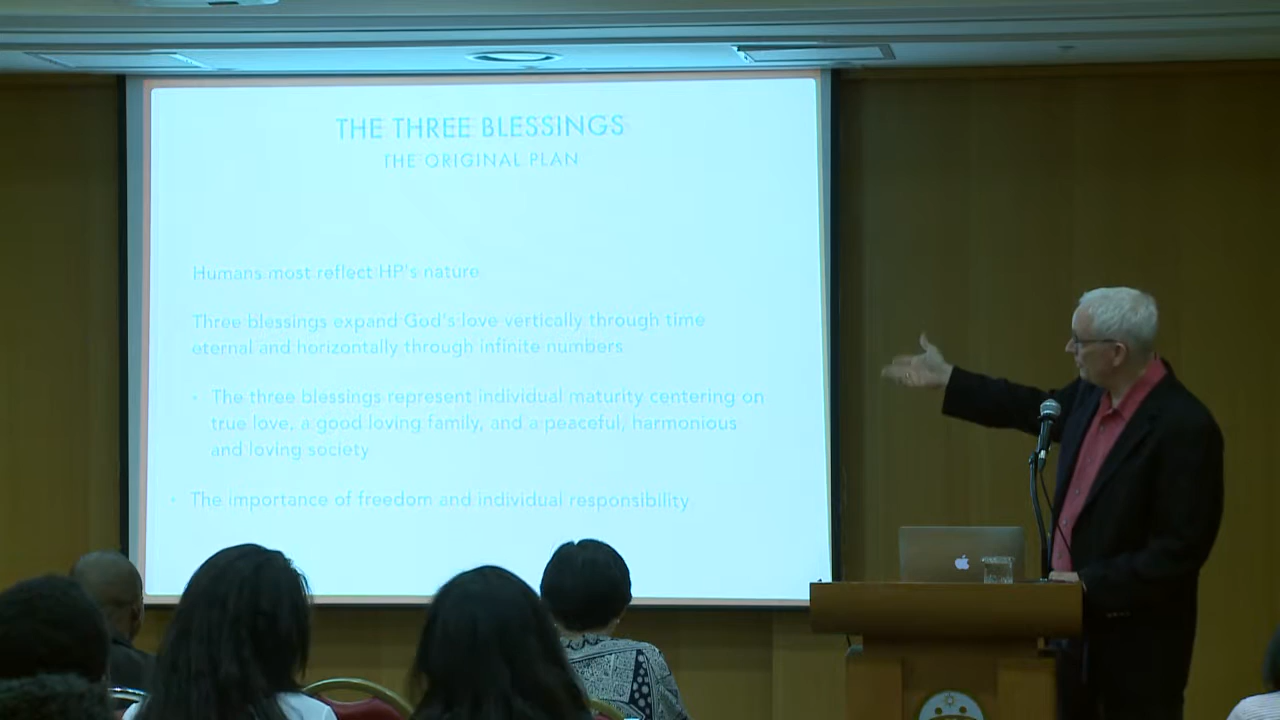 THE THREE BLESSINGS
THE ORIGINAL PLAN
Humans most reflect HP's nature
Three blessings expand God's love vertically through time
eternal and horizontally through infinite numbers
• The three blessings represent individual maturity centering on
true love, a good loving family, and a peaceful, harmonious
and loving society
• The importance of freedom and individual responsibility